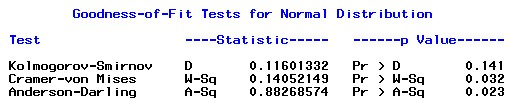 Goodness-of-Fit Tests for Normal Distribution
Test ----Statistic----- ------p Value------
Kolmogorov-Smirnov D 0.11601332 Pr > D 0.141
Cramer-von Mises W-Sq 0.14052149 Pr > W-Sq 0.032
Anderson-Darling A-Sq 0.88268574 Pr > A-Sq 0.023